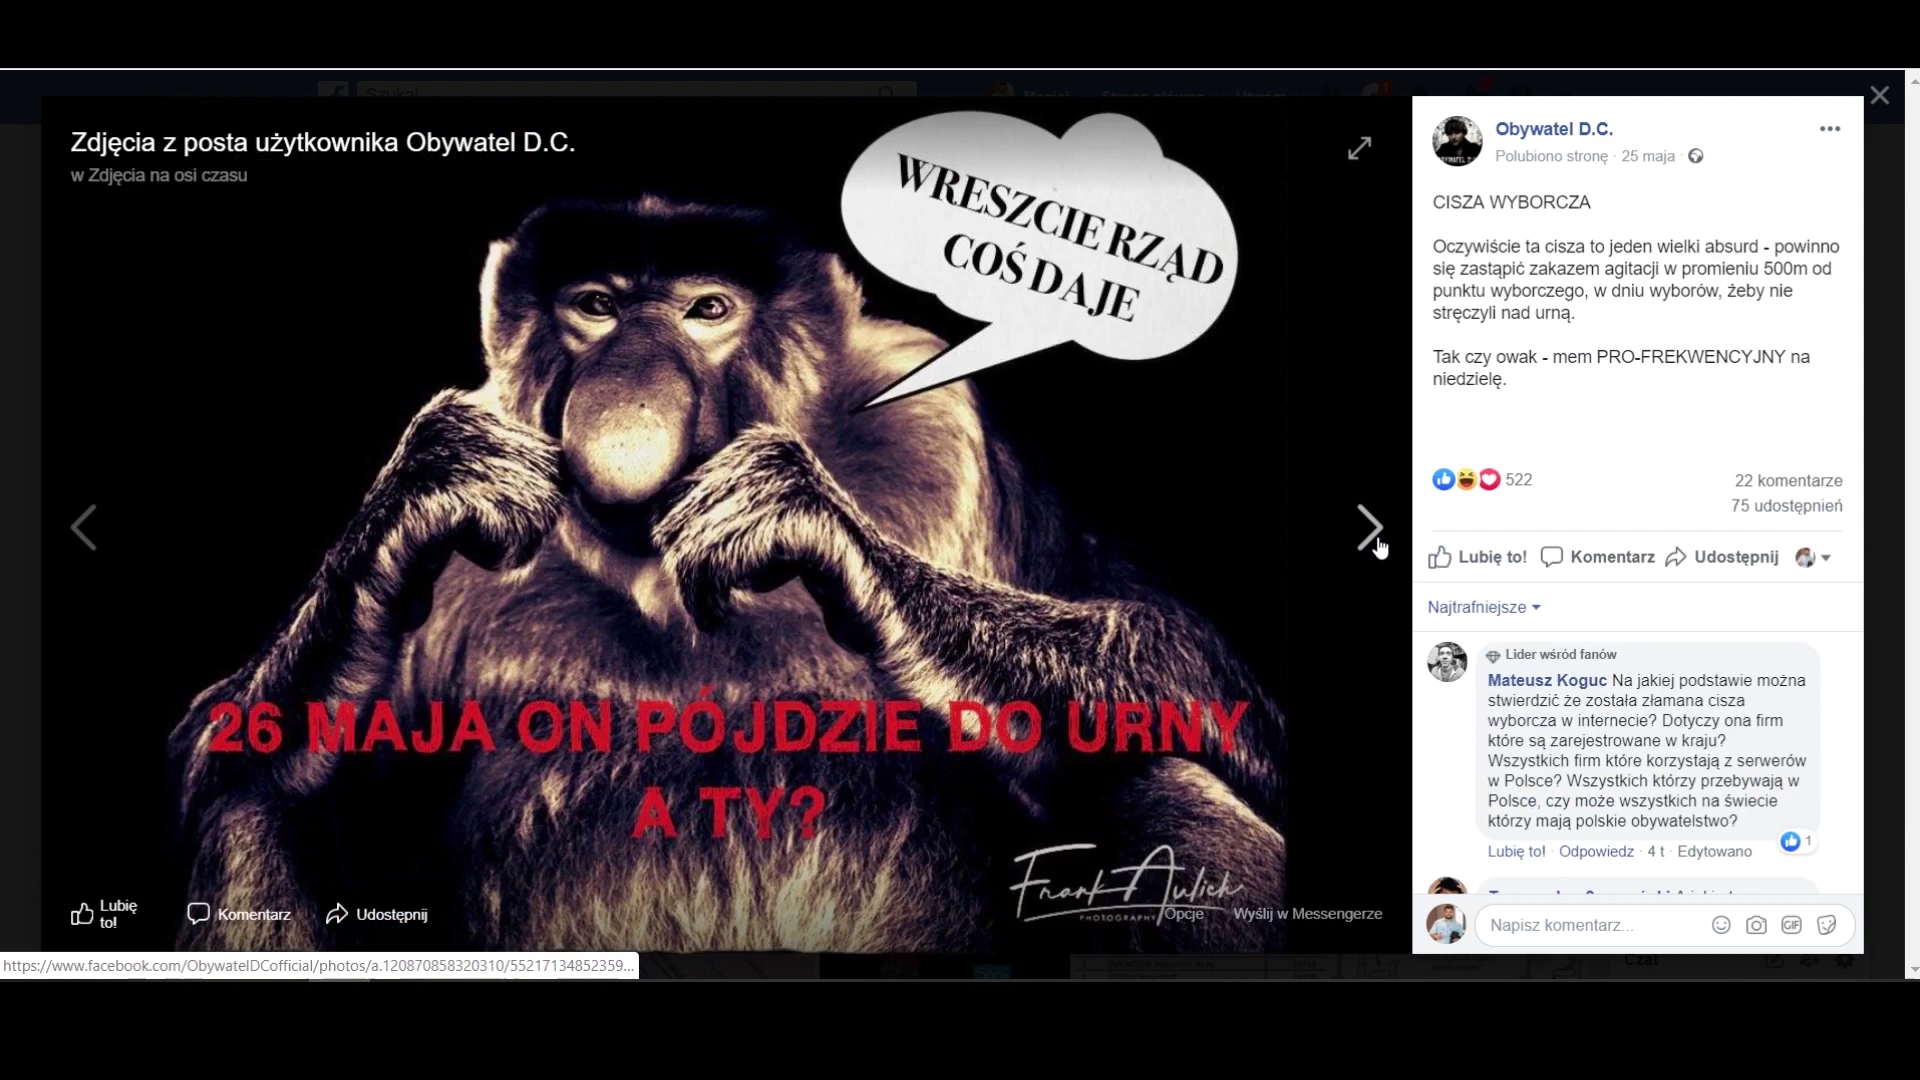 Szukaj
Zdjęcia z posta użytkownika Obywatel D.C.
w Zdjęcia na osi czasu
WRESZCIE RZĄD
COŚ DAJE
26 MAJA ON PÓJDZIE DO URNY
A TY?
Frank Aulich
PHOTOGRAPHY
Lubię to!
Komentarz
Udostępnij
Opcje
Wyślij w Messengerze
https://www.facebook.com/ObywatelDCofficial/photos/a.120870858320310/55217134852359...
Obywatel D.C.
Polubiono stronę · 25 maja ·
CISZA WYBORCZA
Oczywiście ta cisza to jeden wielki absurd - powinno
się zastąpić zakazem agitacji w promieniu 500m od
punktu wyborczego, w dniu wyborów, żeby nie
stręczyli nad urną.
Tak czy owak - mem PRO-FREKWENCYJNY na
niedzielę.
522
22 komentarze
75 udostępnień
Lubię to! Komentarz Udostępnij
Najtrafniejsze
Lider wśród fanów
Mateusz Koguc Na jakiej podstawie można
stwierdzić że została złamana cisza
wyborcza w internecie? Dotyczy ona firm
które są zarejestrowane w kraju?
Wszystkich firm które korzystają z serwerów
w Polsce? Wszystkich którzy przebywają w
Polsce, czy może wszystkich na świecie
którzy mają polskie obywatelstwo?
1
Lubię to! · Odpowiedz · 4 t · Edytowano
Napisz komentarz...
GIF
Czat